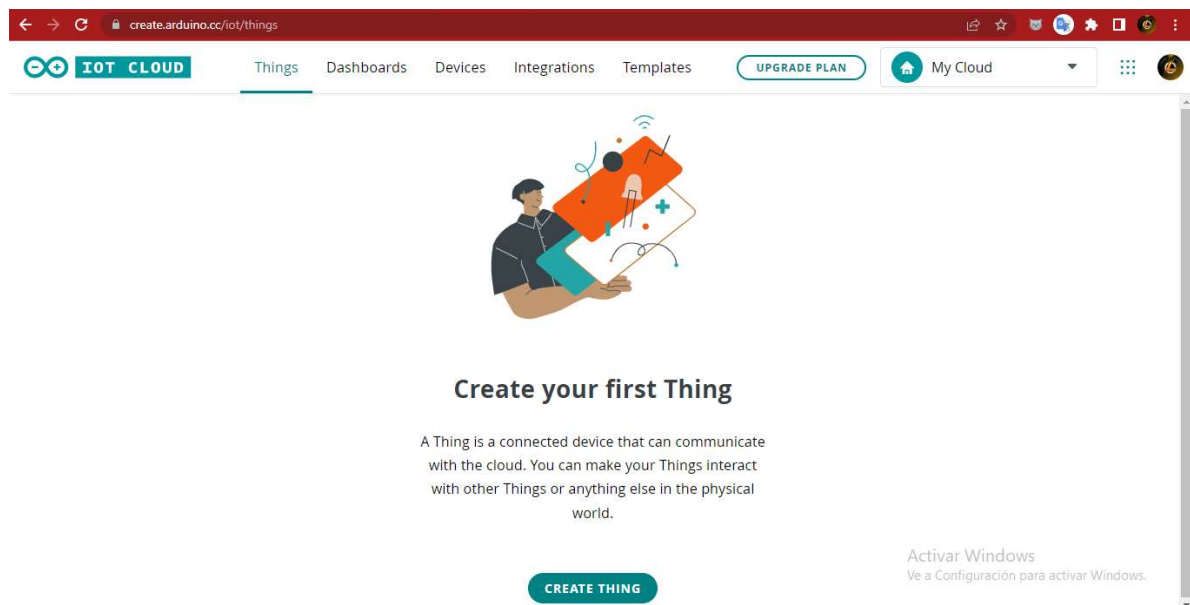 create.arduino.cc/iot/things
IOT CLOUD Things Dashboards Devices Integrations Templates UPGRADE PLAN My Cloud
Create your first Thing
A Thing is a connected device that can communicate
with the cloud. You can make your Things interact
with other Things or anything else in the physical
world.
CREATE THING
Activar Windows
Ve a Configuración para activar Windows.